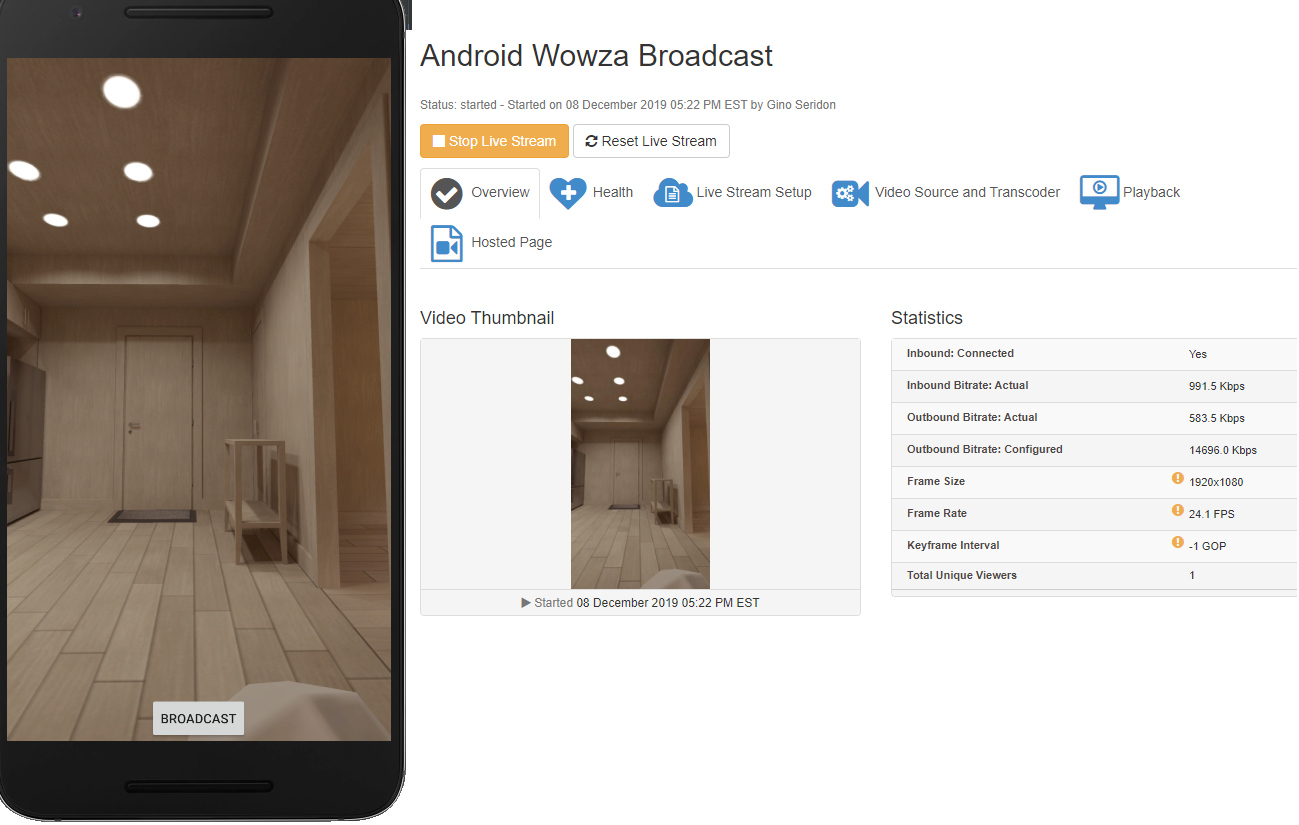 Android Wowza Broadcast
Status: started - Started on 08 December 2019 05:22 PM EST by Gino Seridon
Stop Live Stream
Reset Live Stream
Overview
Health
Live Stream Setup
Video Source and Transcoder
Playback
Hosted Page
Video Thumbnail
Started 08 December 2019 05:22 PM EST
Statistics
Inbound: Connected Yes
Inbound Bitrate: Actual 991.5 Kbps
Outbound Bitrate: Actual 583.5 Kbps
Outbound Bitrate: Configured 14696.0 Kbps
Frame Size 1920x1080
Frame Rate 24.1 FPS
Keyframe Interval -1 GOP
Total Unique Viewers 1
BROADCAST